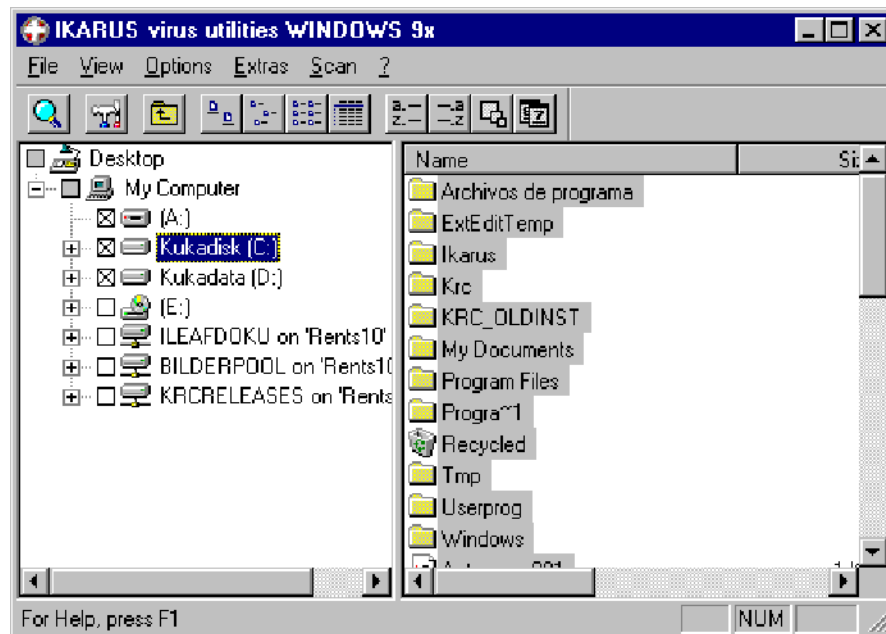 IKARUS virus utilities WINDOWS 9x
File View Options Extras Scan ?
Desktop
My Computer
(A:)
Kukadisk (C:)
Kukadata (D:)
(E:)
ILEAFDOKU on 'Rents10'
BILDERPOOL on 'Rents1(
KRCRELEASES on 'Rents
Name Si:
Archivos de programa
ExtEditTemp
Ikarus
Krc
KRC_OLDINST
My Documents
Program Files
Progra~1
Recycled
Tmp
Userprog
Windows
For Help, press F1 NUM